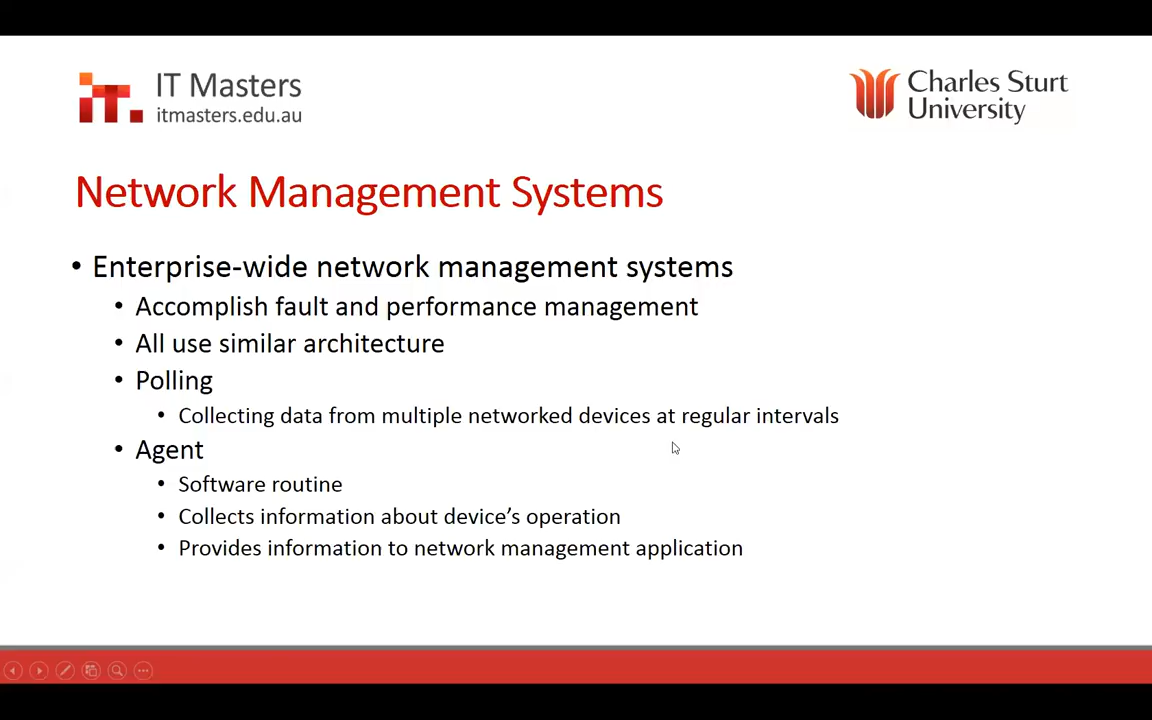 IT Masters
itmasters.edu.au
Charles Sturt
University
Network Management Systems
• Enterprise-wide network management systems
• Accomplish fault and performance management
• All use similar architecture
• Polling
• Collecting data from multiple networked devices at regular intervals
• Agent
• Software routine
• Collects information about device’s operation
• Provides information to network management application